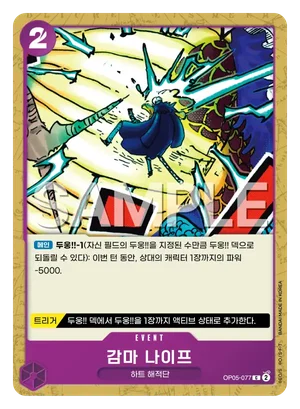 2
SAMPLE
메인 두웅!!-1(자신 필드의 두웅!!을 지정된 수만큼 두웅!! 덱으로
되돌릴 수 있다): 이번 턴 동안, 상대의 캐릭터 1장까지의 파워
-5000.
트리거 두웅!! 덱에서 두웅!!을 1장까지 액티브 상태로 추가한다.
EVENT
감마 나이프
하트 해적단
OP05-077 2